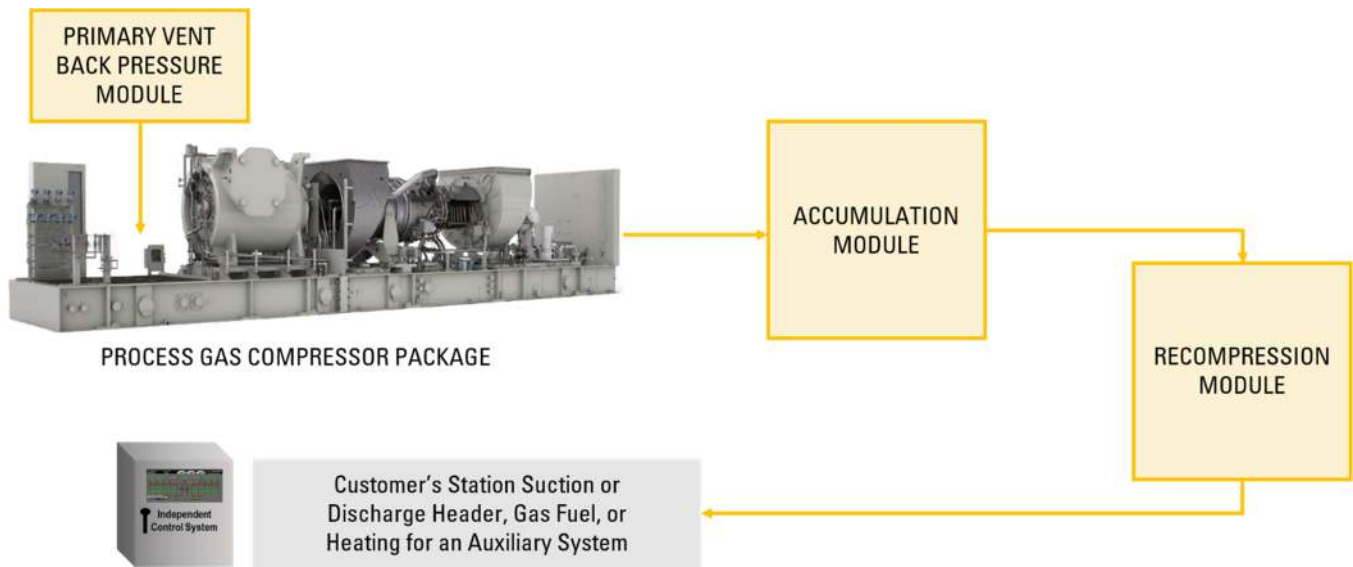 PRIMARY VENT
BACK PRESSURE
MODULE
PROCESS GAS COMPRESSOR PACKAGE
ACCUMULATION
MODULE
RECOMPRESSION
MODULE
Independent
Control System
Customer's Station Suction or
Discharge Header, Gas Fuel, or
Heating for an Auxiliary System